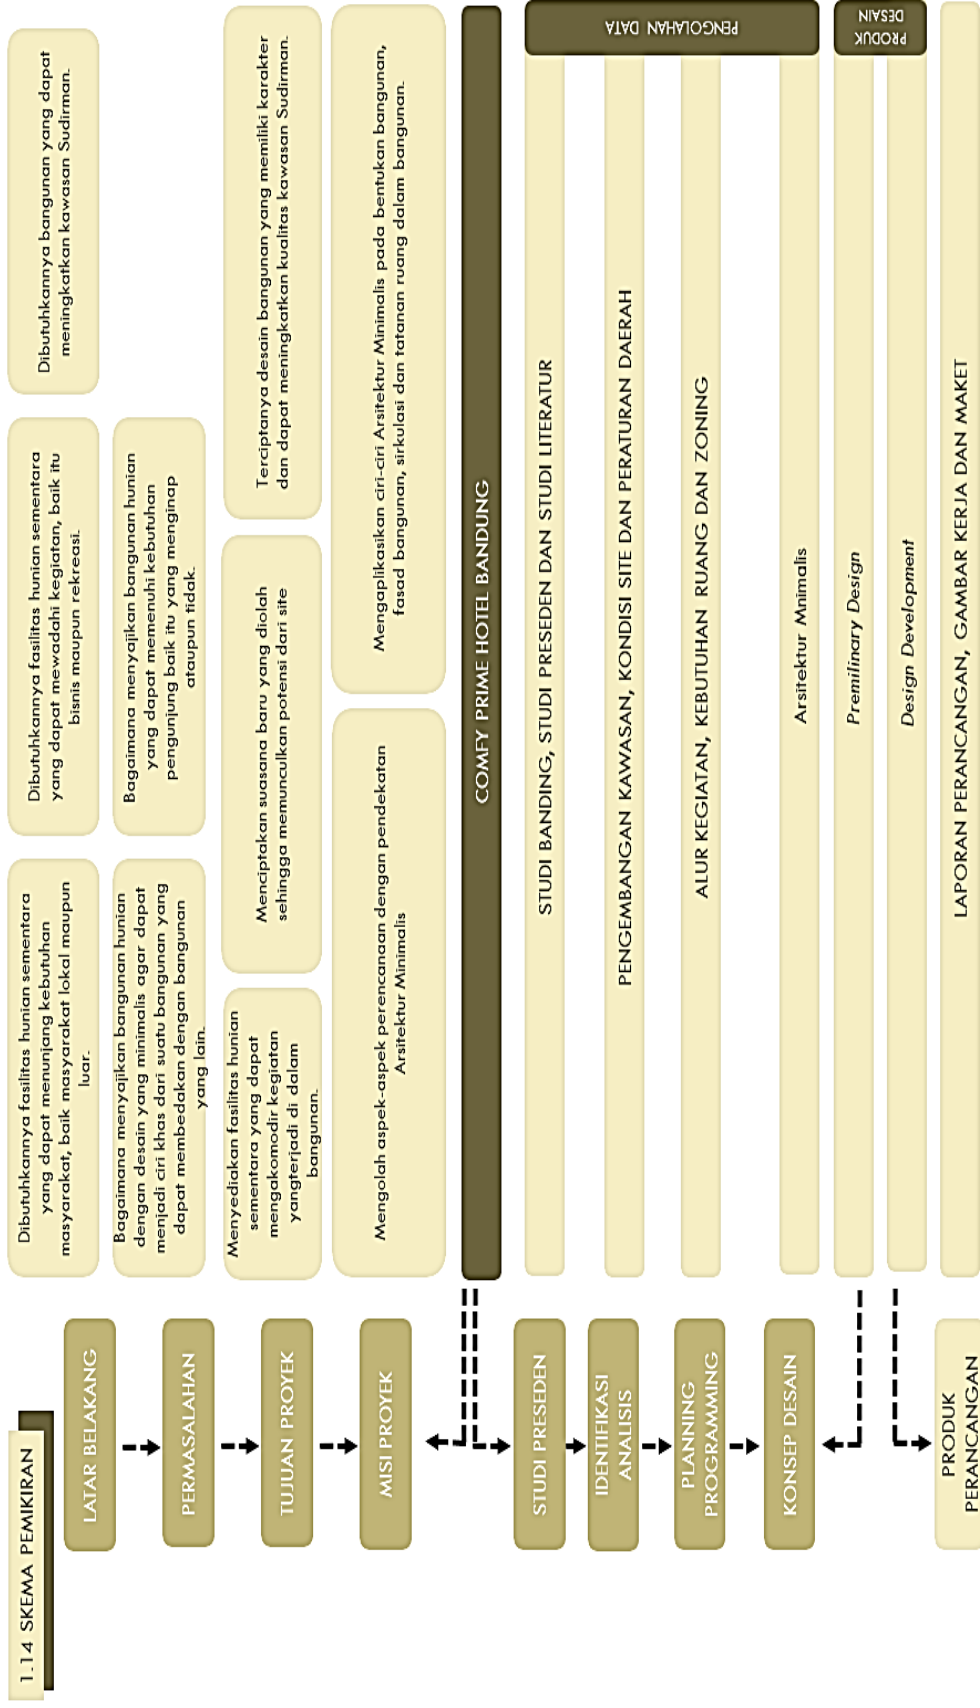 1.14 SKEMA PEMIKIRAN
LATAR BELAKANG
Dibutuhkannya fasilitas hunian sementara
yang dapat menunjang kebutuhan
masyarakat, baik masyarakat lokal maupun
luar.
Dibutuhkannya fasilitas hunian sementara
yang dapat mewadahi kegiatan, baik itu
bisnis maupun rekreasi.
Dibutuhkannya bangunan yang dapat
meningkatkan kawasan Sudirman.
PERMASALAHAN
Bagaimana menyajikan bangunan hunian
dengan desain yang minimalis agar dapat
menjadi ciri khas dari suatu bangunan yang
dapat membedakan dengan bangunan
yang lain.
Bagaimana menyajikan bangunan hunian
yang dapat memenuhi kebutuhan
pengunjung baik itu yang menginap
ataupun tidak.
TUJUAN PROYEK
Menyediakan fasilitas hunian
sementara yang dapat
mengakomodir kegiatan
yangterjadi di dalam
bangunan.
Menciptakan suasana baru yang diolah
sehingga memunculkan potensi dari site
Terciptanya desain bangunan yang memiliki karakter
dan dapat meningkatkan kualitas kawasan Sudirman.
MISI PROYEK
Mengolah aspek-aspek perencanaan dengan pendekatan
Arsitektur Minimalis
Mengaplikasikan ciri-ciri Arsitektur Minimalis pada bentukan bangunan,
fasad bangunan, sirkulasi dan tatanan ruang dalam bangunan.
COMFY PRIME HOTEL BANDUNG
STUDI PRESEDEN
STUDI BANDING, STUDI PRESEDEN DAN STUDI LITERATUR
IDENTIFIKASI
ANALISIS
PENGEMBANGAN KAWASAN, KONDISI SITE DAN PERATURAN DAERAH
PLANNING
PROGRAMMING
ALUR KEGIATAN, KEBUTUHAN RUANG DAN ZONING
KONSEP DESAIN
Arsitektur Mnimalis
PENGOLAHAN DATA
Premilinary Design
Design Development
PRODUK
DESAIN
PRODUK
PERANCANGAN
LAPORAN PERANCANGAN, GAMBAR KERJA DAN MAKET